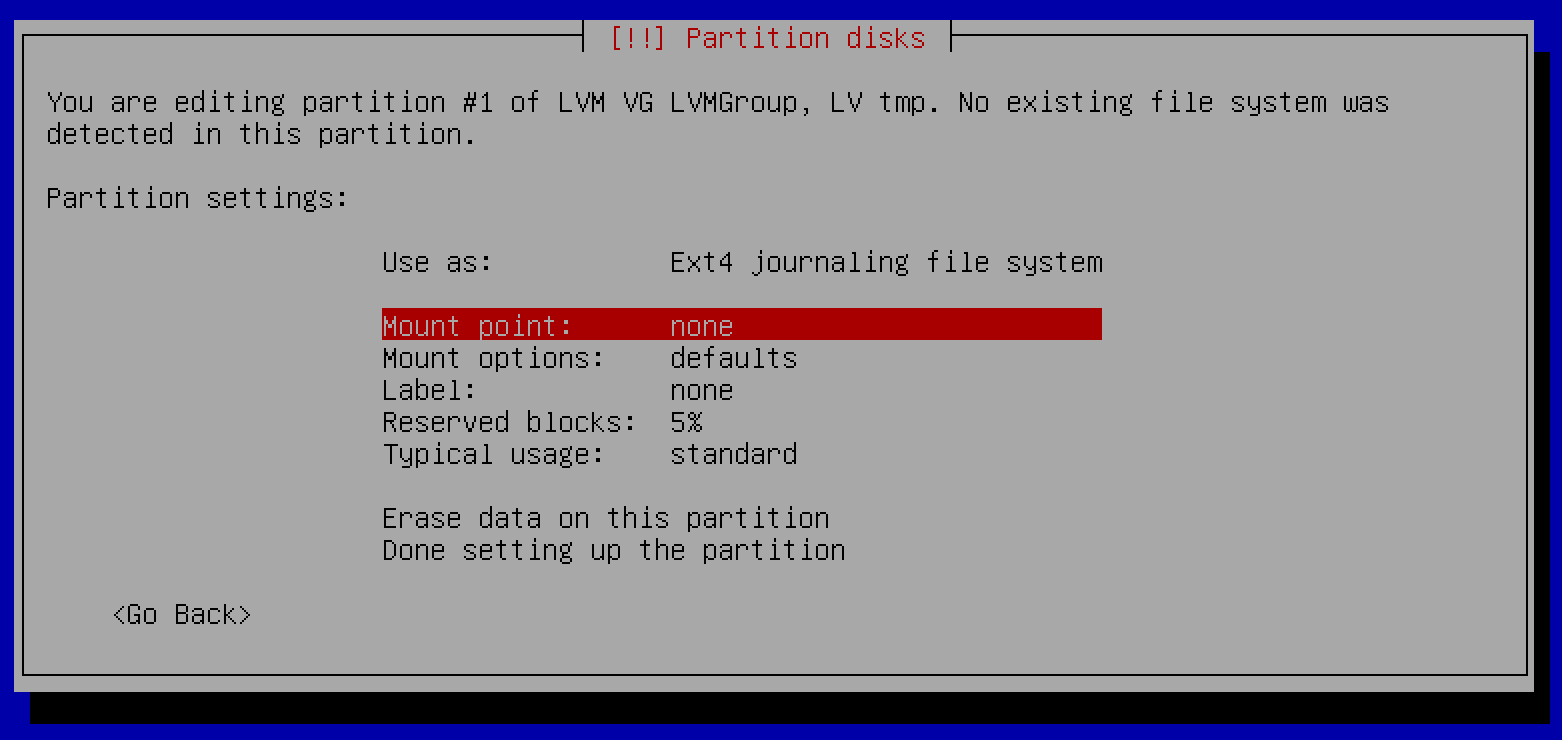 [!!] Partition disks
You are editing partition #1 of LVM VG LVMGroup, LV tmp. No existing file system was
detected in this partition.
Partition settings:
Use as: Ext4 journaling file system
Mount point: none
Mount options: defaults
Label: none
Reserved blocks: 5%
Typical usage: standard
Erase data on this partition
Done setting up the partition
<Go Back>